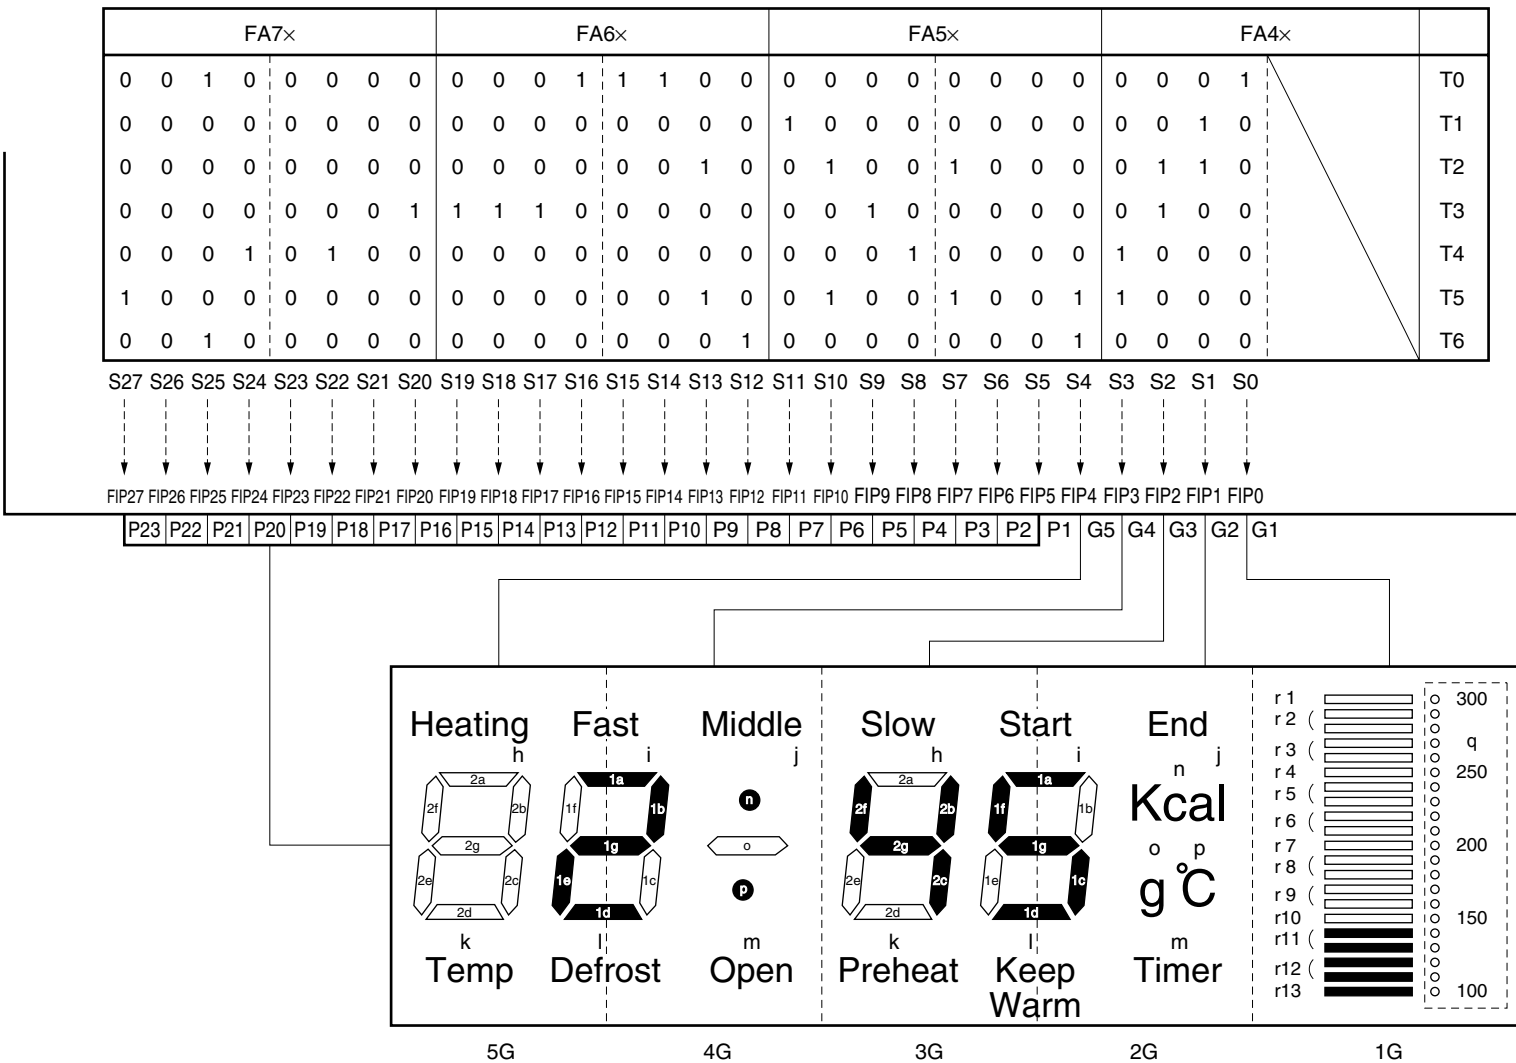 FA7× FA6× FA5× FA4×
0 0 1 0 0 0 0 0 0 0 0 1 1 1 0 0 0 0 0 0 0 0 0 0 0 0 0 1 T0
0 0 0 0 0 0 0 0 0 0 0 0 0 0 0 0 1 0 0 0 0 0 0 0 0 0 1 0 T1
0 0 0 0 0 0 0 0 0 0 0 0 0 0 1 0 0 1 0 0 1 0 0 0 0 1 1 0 T2
0 0 0 0 0 0 0 1 1 1 1 0 0 0 0 0 0 0 1 0 0 0 0 0 0 1 0 0 T3
0 0 0 1 0 1 0 0 0 0 0 0 0 0 0 0 0 0 0 1 0 0 0 0 1 0 0 0 T4
1 0 0 0 0 0 0 0 0 0 0 0 0 0 1 0 0 1 0 0 1 0 0 1 1 0 0 0 T5
0 0 1 0 0 0 0 0 0 0 0 0 0 0 0 1 0 0 0 0 0 0 0 1 0 0 0 0 T6
S27 S26 S25 S24 S23 S22 S21 S20 S19 S18 S17 S16 S15 S14 S13 S12 S11 S10 S9 S8 S7 S6 S5 S4 S3 S2 S1 S0
FIP27 FIP26 FIP25 FIP24 FIP23 FIP22 FIP21 FIP20 FIP19 FIP18 FIP17 FIP16 FIP15 FIP14 FIP13 FIP12 FIP11 FIP10 FIP9 FIP8 FIP7 FIP6 FIP5 FIP4 FIP3 FIP2 FIP1 FIP0
P23 P22 P21 P20 P19 P18 P17 P16 P15 P14 P13 P12 P11 P10 P9 P8 P7 P6 P5 P4 P3 P2 P1 G5 G4 G3 G2 G1
Heating Fast Middle Slow Start End
h i j h i j
2a 1a 2a 1a n
2f 2b 1f 1b n 2f 2b 1f 1b Kcal
2g 1g o 2g 1g o p
2e 2c 1e 1c p 2e 2c 1e 1c g °C
2d 1d 2d 1d
k l m k l m
Temp Defrost Open Preheat Keep Warm Timer
r 1 300
r 2 (
r 3 ( q
r 4 250
r 5 (
r 6 (
r 7 200
r 8 (
r 9 (
r10 150
r11 (
r12 (
r13 100
5G 4G 3G 2G 1G